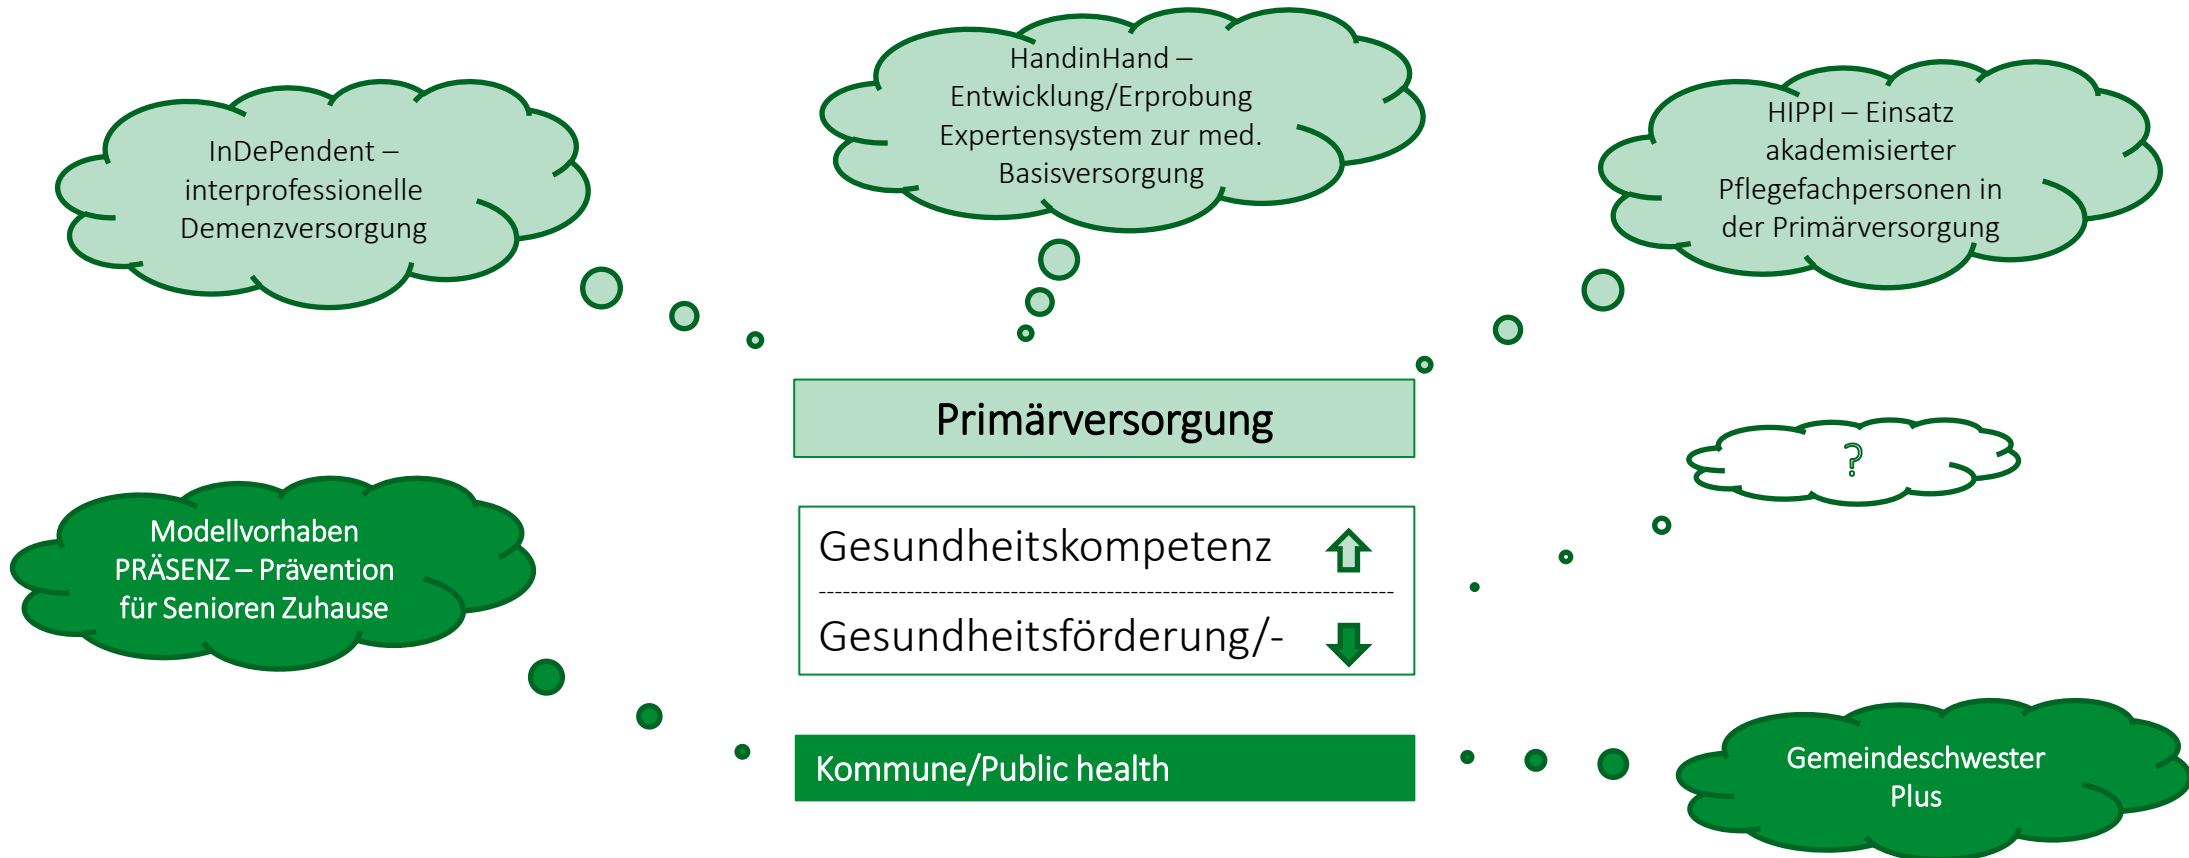 InDePendent –
interprofessionelle
Demenzversorgung
HandinHand –
Entwicklung/Erprobung
Expertensystem zur med.
Basisversorgung
HIPPI – Einsatz
akademisierter
Pflegefachpersonen in
der Primärversorgung
Primärversorgung
?
Modellvorhaben
PRÄSENZ – Prävention
für Senioren Zuhause
Gesundheitskompetenz
Gesundheitsförderung/-
Kommune/Public health
Gemeindeschwester
Plus